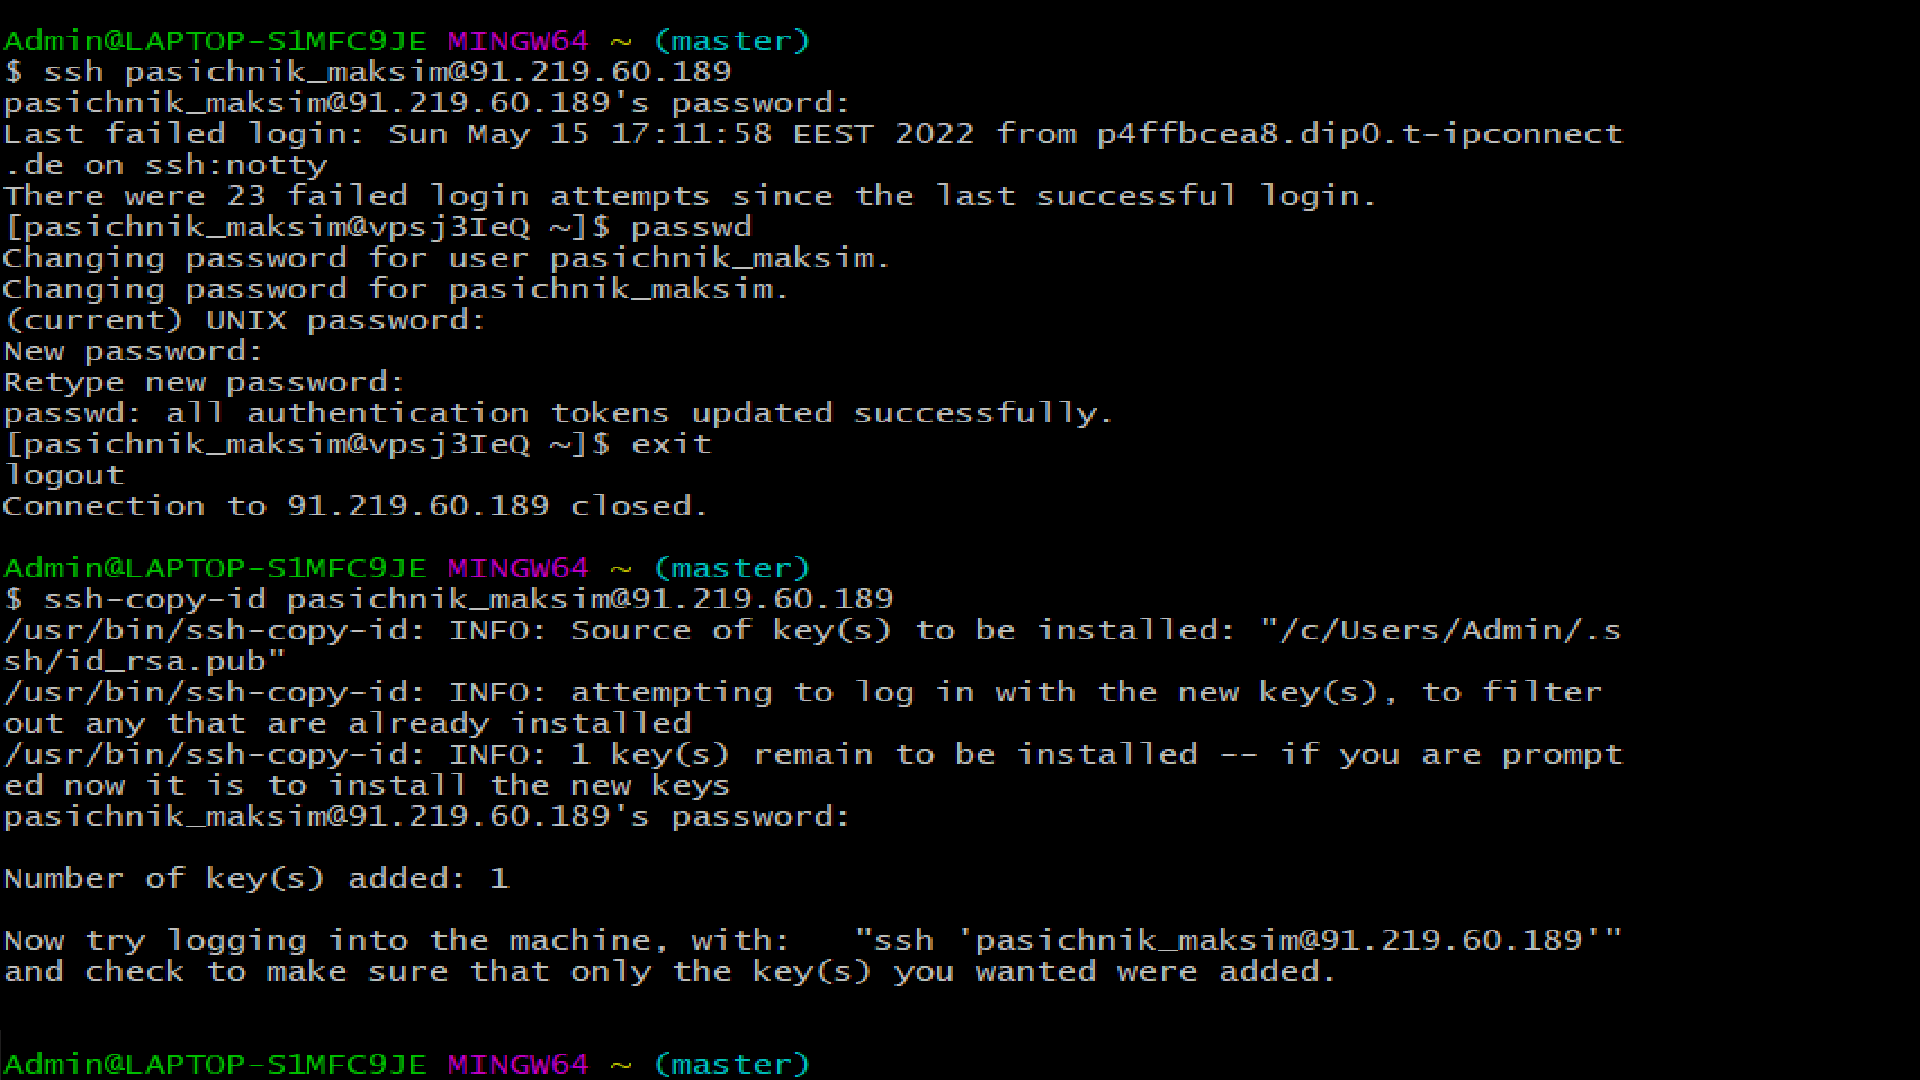 Admin@LAPTOP-S1MFC9JE MINGW64 ~ (master)
$ ssh pasichnik_maksim@91.219.60.189
pasichnik_maksim@91.219.60.189's password:
Last failed login: Sun May 15 17:11:58 EEST 2022 from p4ffbcea8.dip0.t-ipconnect
.de on ssh:notty
There were 23 failed login attempts since the last successful login.
[pasichnik_maksim@vpsj3IeQ ~]$ passwd
Changing password for user pasichnik_maksim.
Changing password for pasichnik_maksim.
(current) UNIX password:
New password:
Retype new password:
passwd: all authentication tokens updated successfully.
[pasichnik_maksim@vpsj3IeQ ~]$ exit
logout
Connection to 91.219.60.189 closed.
Admin@LAPTOP-S1MFC9JE MINGW64 ~ (master)
$ ssh-copy-id pasichnik_maksim@91.219.60.189
/usr/bin/ssh-copy-id: INFO: Source of key(s) to be installed: "/c/Users/Admin/.s
sh/id_rsa.pub"
/usr/bin/ssh-copy-id: INFO: attempting to log in with the new key(s), to filter
out any that are already installed
/usr/bin/ssh-copy-id: INFO: 1 key(s) remain to be installed -- if you are prompt
ed now it is to install the new keys
pasichnik_maksim@91.219.60.189's password:
Number of key(s) added: 1
Now try logging into the machine, with:   "ssh 'pasichnik_maksim@91.219.60.189'"
and check to make sure that only the key(s) you wanted were added.
Admin@LAPTOP-S1MFC9JE MINGW64 ~ (master)